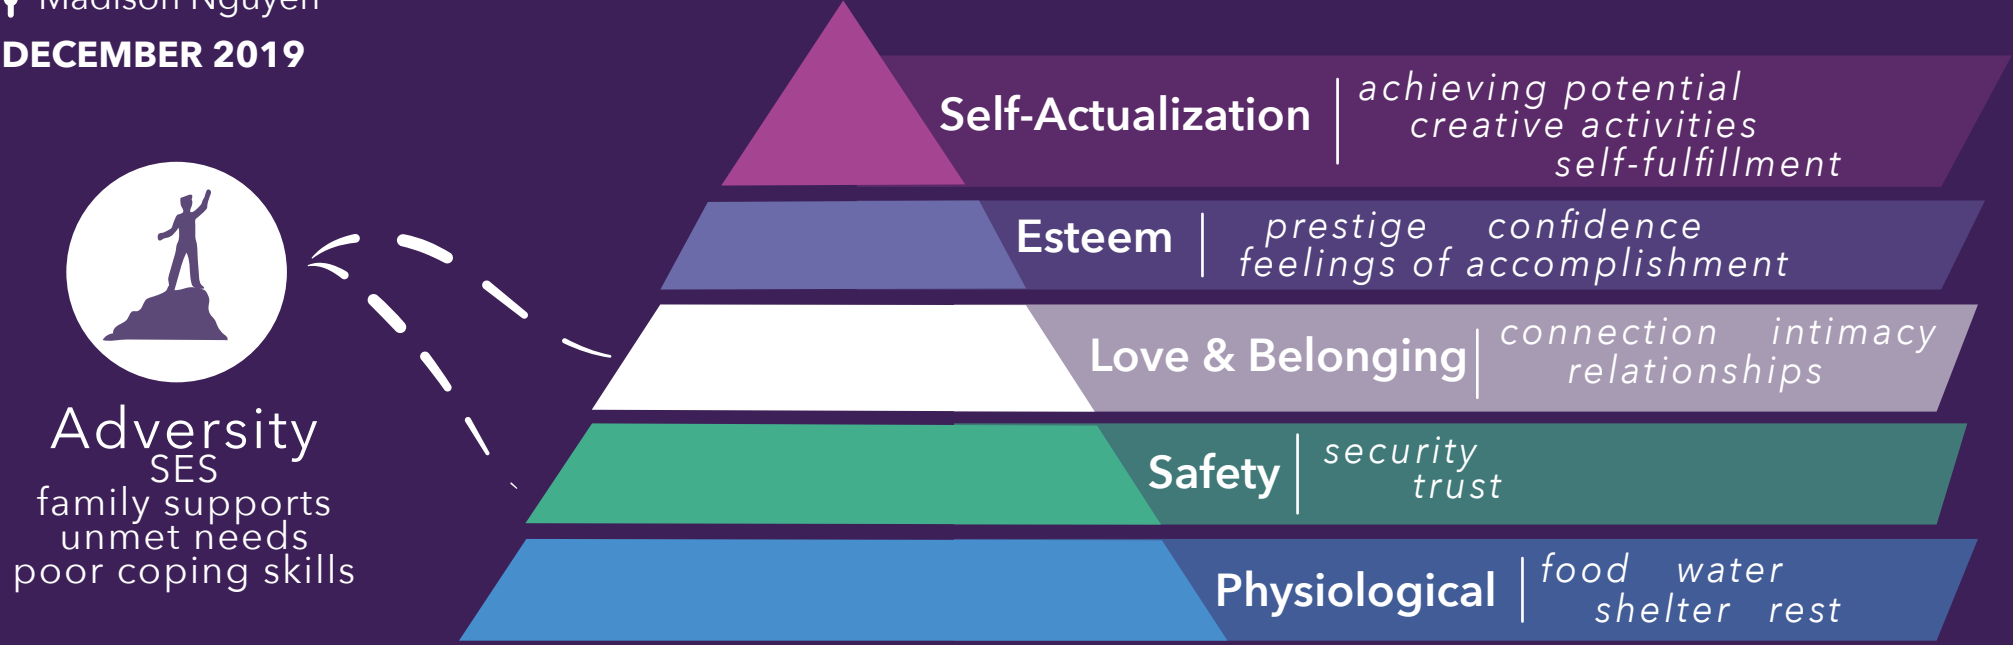 Madison Nguyen
DECEMBER 2019
Self-Actualization
achieving potential
creative activities
self-fulfillment
Esteem
prestige confidence
feelings of accomplishment
Love & Belonging
connection intimacy
relationships
Safety
security
trust
Physiological
food water
shelter rest
Adversity
SES
family supports
unmet needs
poor coping skills